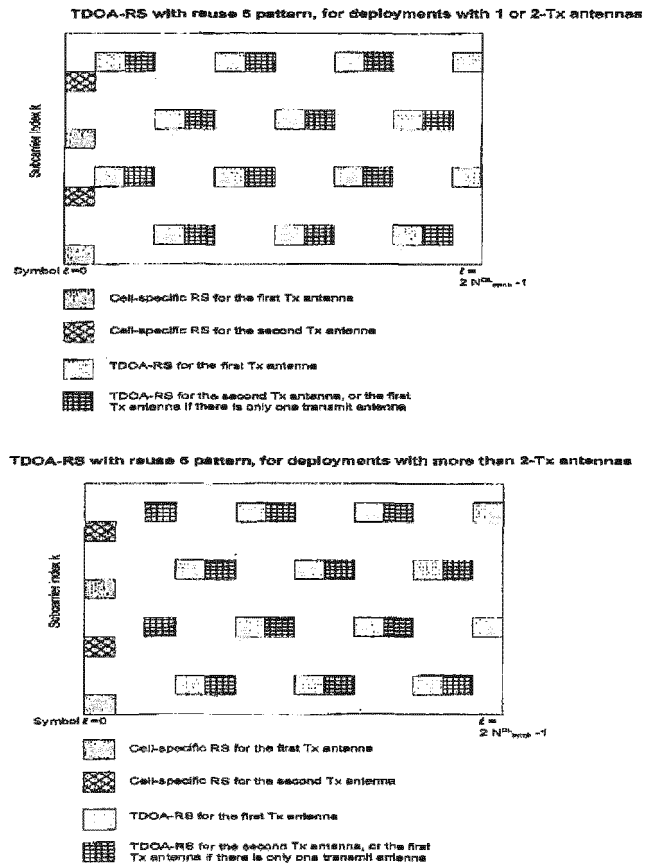 TDOA-RS with reuse 6 pattern, for deployments with 1 or 2-Tx antennas
Subcarrier Index k
Symbol ℓ=0
ℓ =
2 N^DL_symb -1
Cell-specific RS for the first Tx antenna
Cell-specific RS for the second Tx antenna
TDOA-RS for the first Tx antenna
TDOA-RS for the second Tx antenna, or the first
Tx antenna if there is only one transmit antenna
TDOA-RS with reuse 6 pattern, for deployments with more than 2-Tx antennas
Subcarrier Index k
Symbol ℓ=0
ℓ =
2 N^DL_symb -1
Cell-specific RS for the first Tx antenna
Cell-specific RS for the second Tx antenna
TDOA-RS for the first Tx antenna
TDOA-RS for the second Tx antenna, or the first
Tx antenna if there is only one transmit antenna